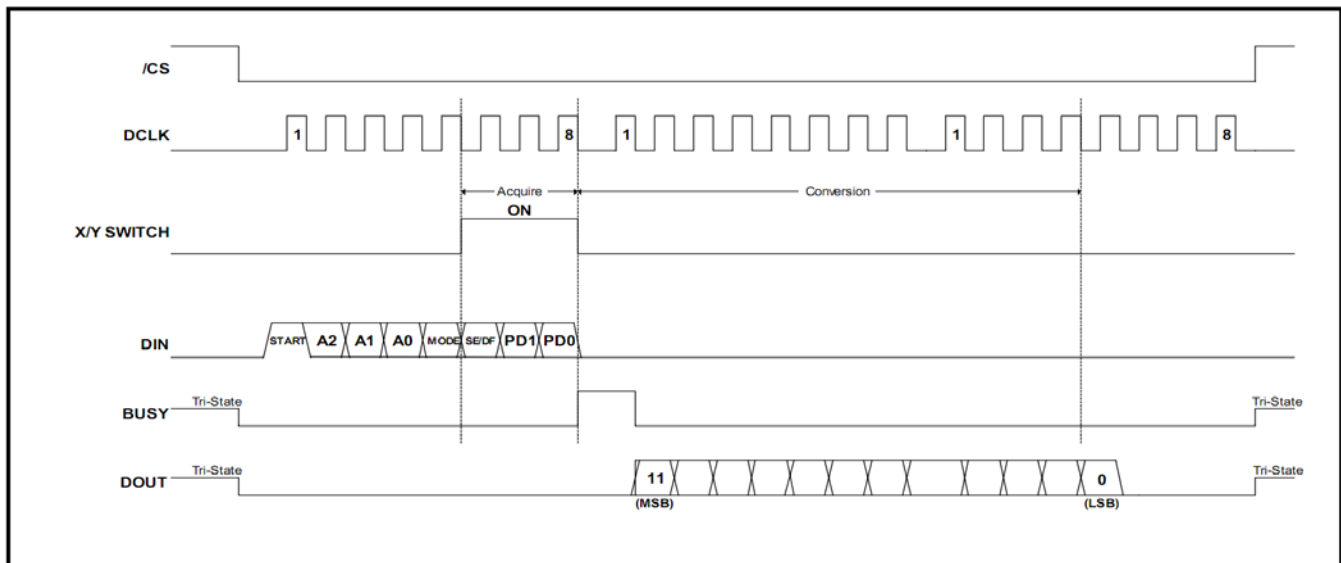 /CS
DCLK
1
8
1
1
8
Acquire
Conversion
ON
X/Y SWITCH
DIN
START
A2
A1
A0
MODE
SE/DF
PD1
PD0
Tri-State
BUSY
Tri-State
Tri-State
DOUT
11
(MSB)
0
(LSB)
Tri-State